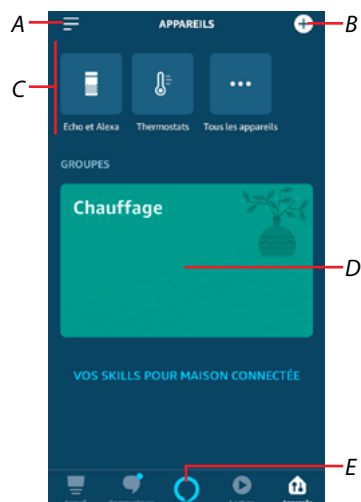 A
APPAREILS
B
C
Echo et Alexa
Thermostats
Tous les appareils
GROUPES
Chauffage
D
VOS SKILLS POUR MAISON CONNECTÉE
E